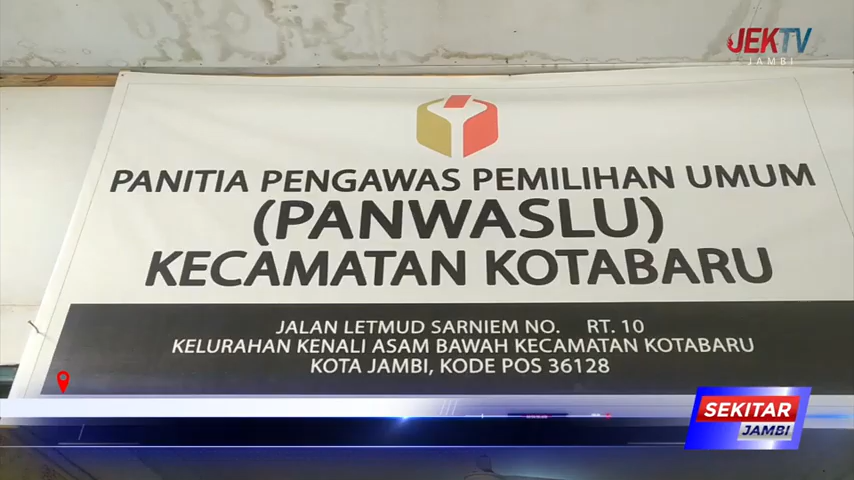 JEKTV
JAMBI
PANITIA PENGAWAS PEMILIHAN UMUM
(PANWASLU)
KECAMATAN KOTABARU
JALAN LETMUD SARNIEM NO. RT. 10
KELURAHAN KENALI ASAM BAWAH KECAMATAN KOTABARU
KOTA JAMBI, KODE POS 36128
SEKITAR
JAMBI